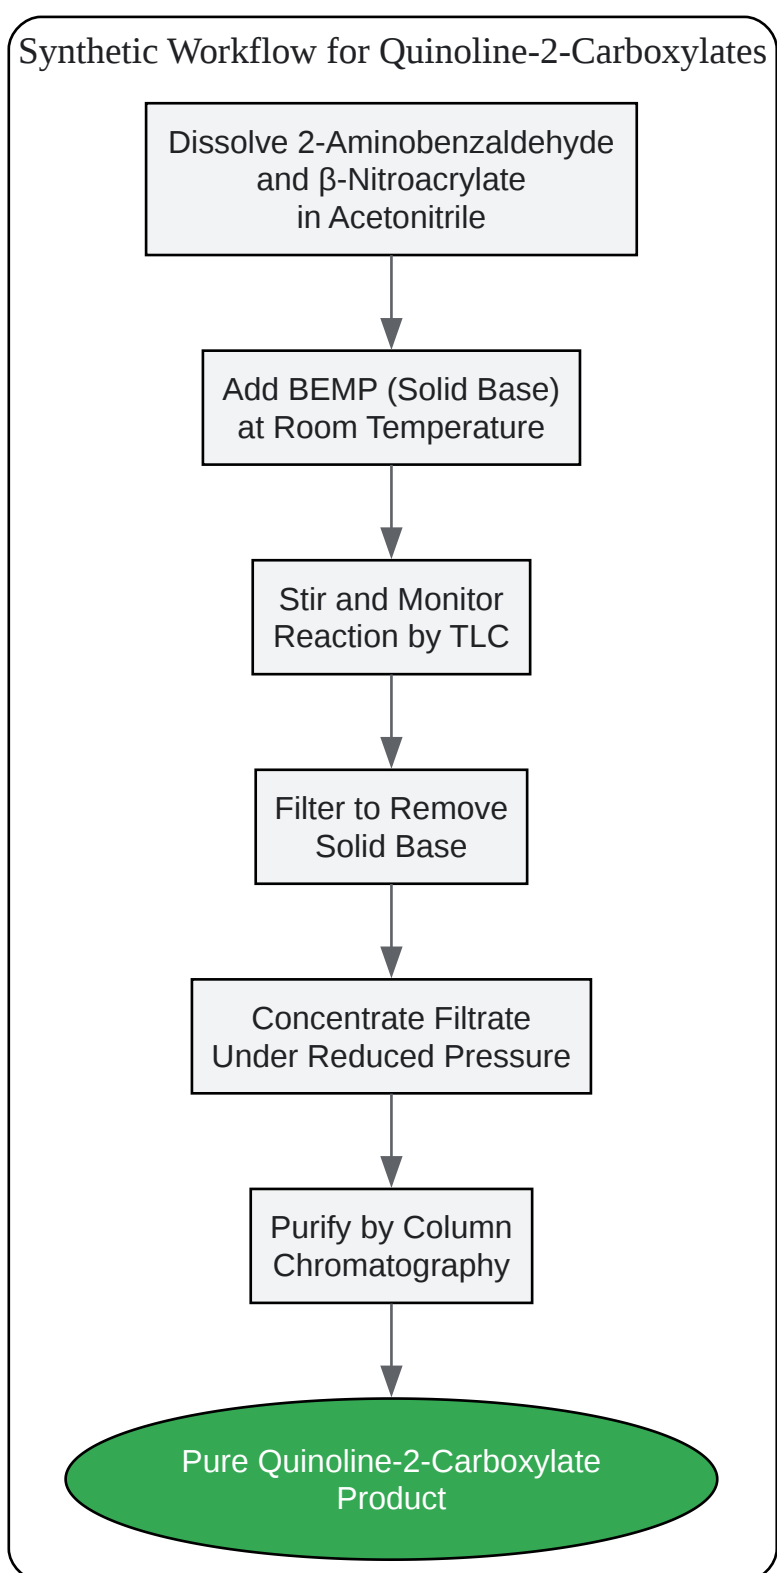 Synthetic Workflow for Quinoline-2-Carboxylates
Dissolve 2-Aminobenzaldehyde
and β-Nitroacrylate
in Acetonitrile
Add BEMP (Solid Base)
at Room Temperature
Stir and Monitor
Reaction by TLC
Filter to Remove
Solid Base
Concentrate Filtrate
Under Reduced Pressure
Purify by Column
Chromatography
Pure Quinoline-2-Carboxylate
Product